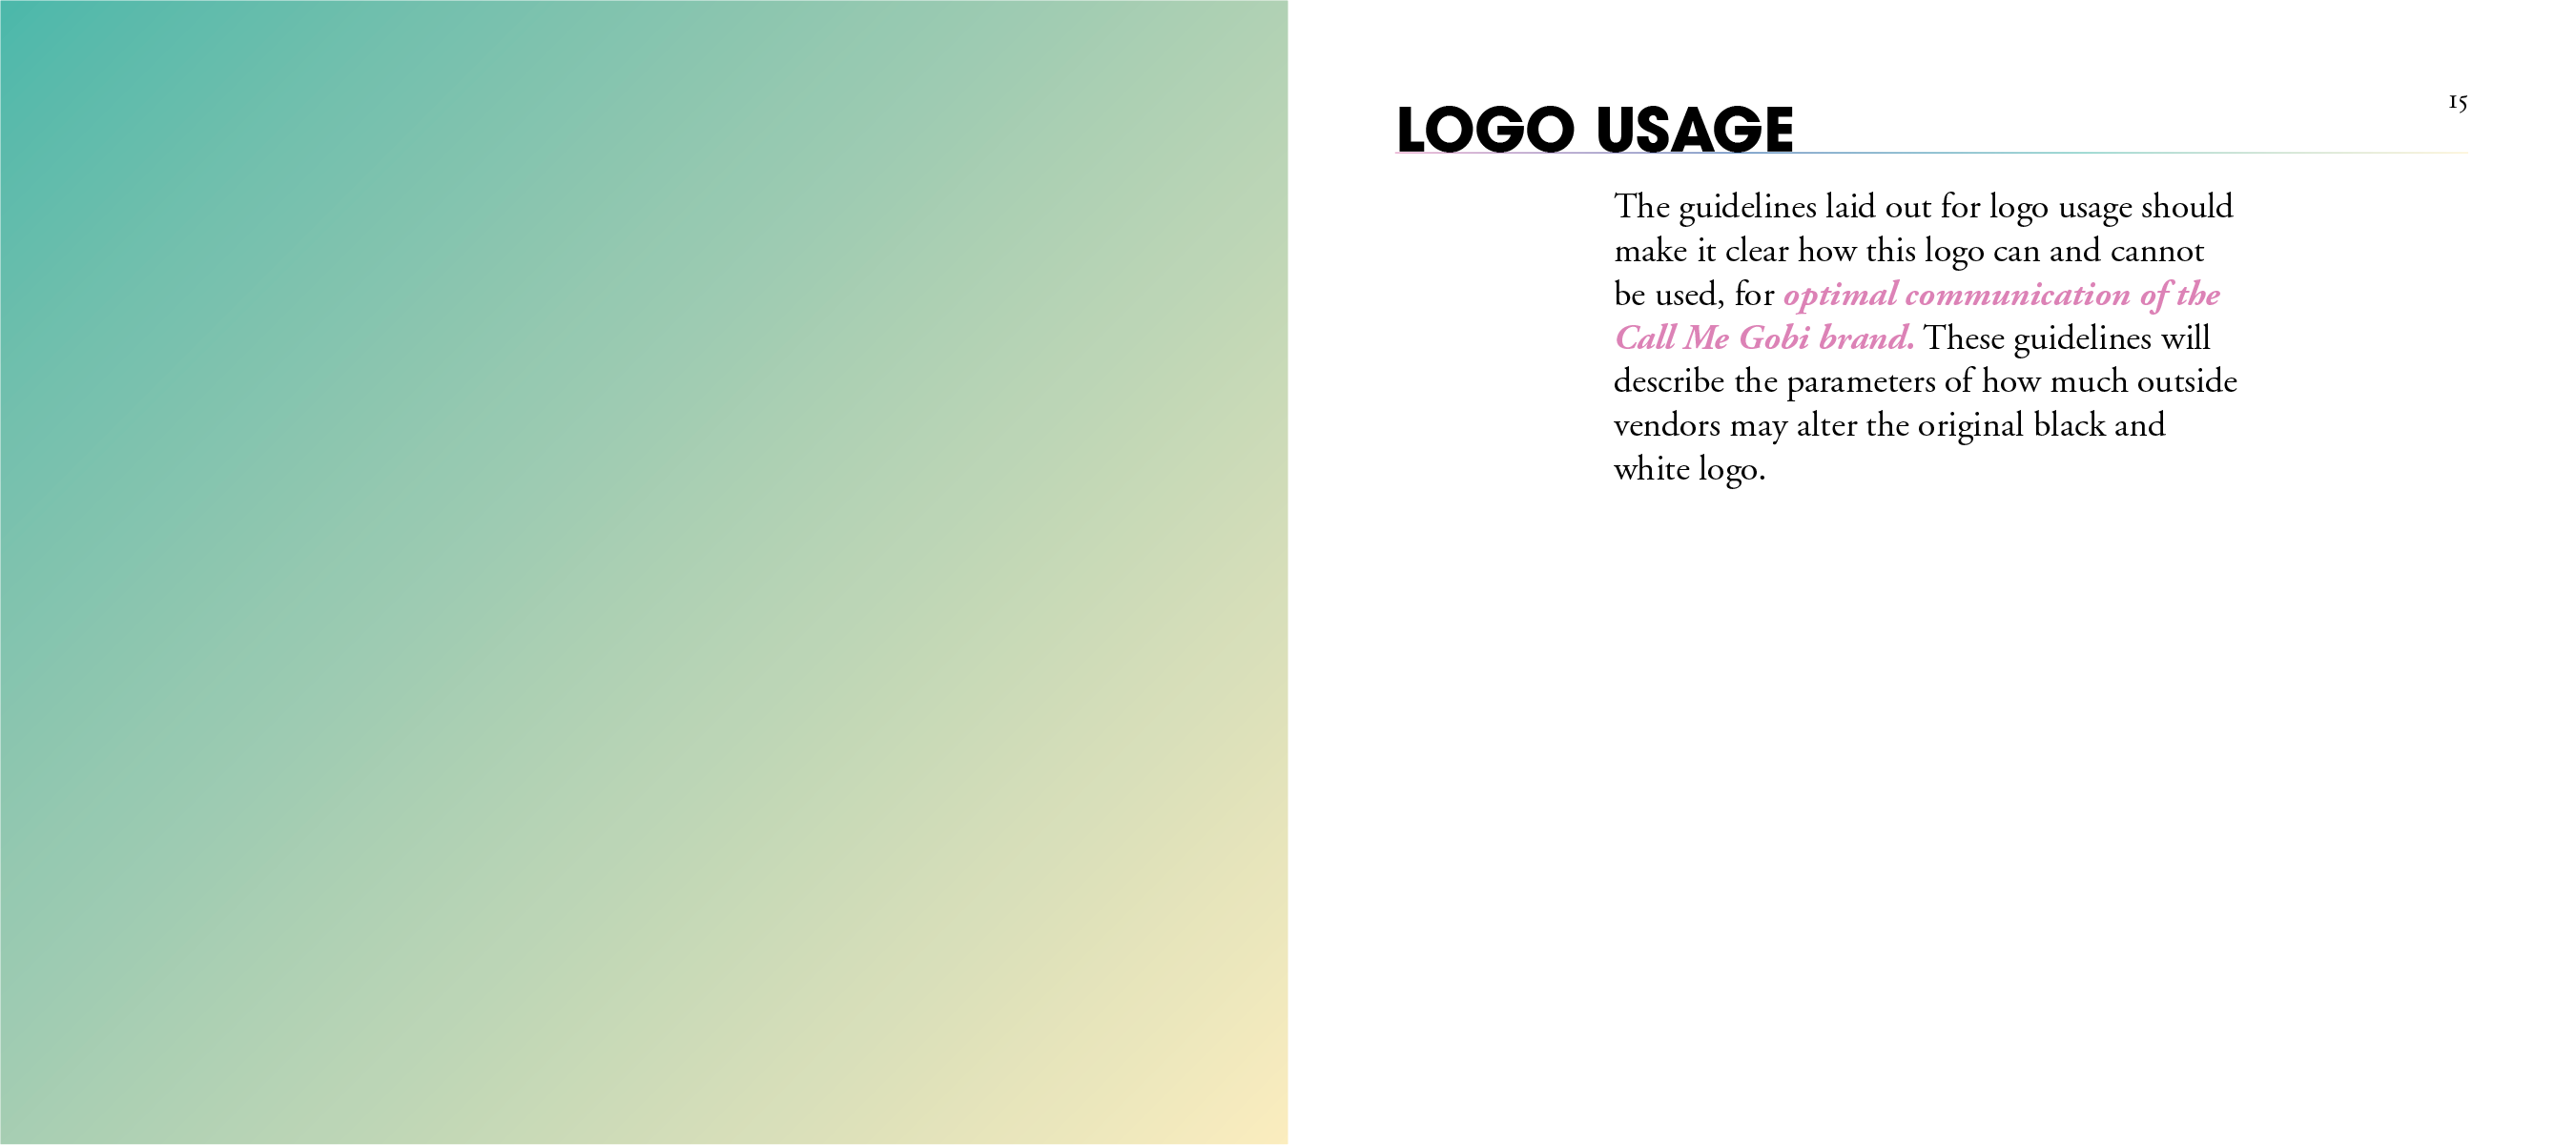 LOGO USAGE
15
The guidelines laid out for logo usage should
make it clear how this logo can and cannot
be used, for optimal communication of the
Call Me Gobi brand. These guidelines will
describe the parameters of how much outside
vendors may alter the original black and
white logo.